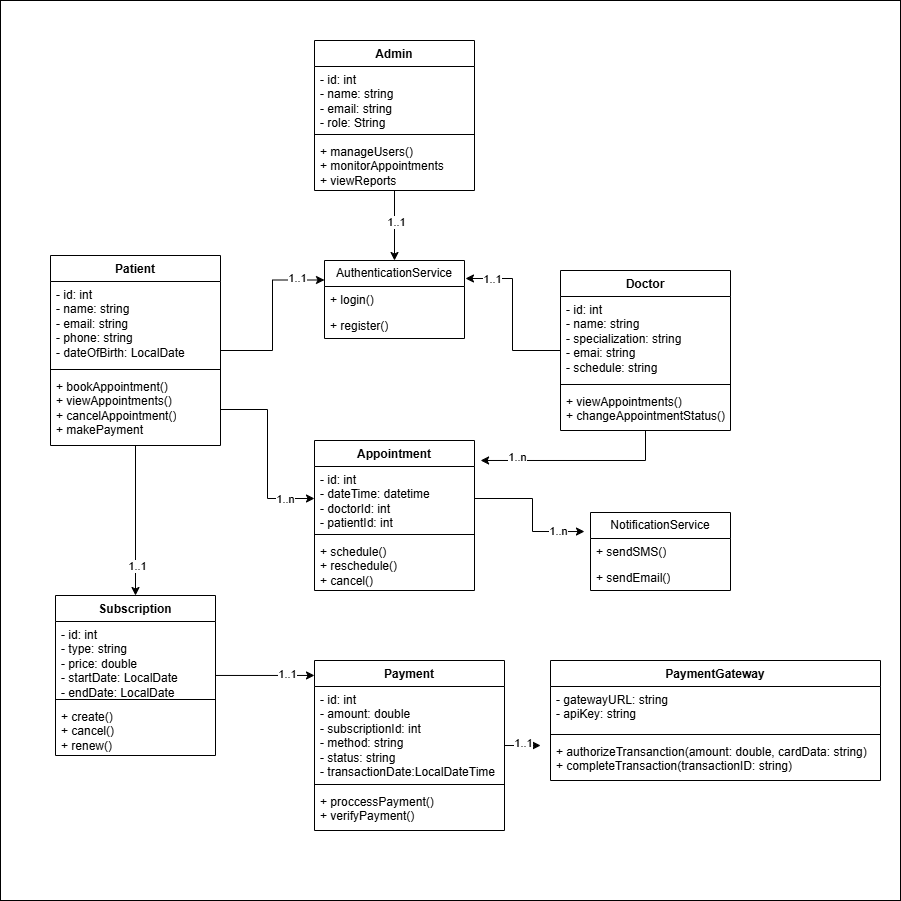 Admin
- id: int
- name: string
- email: string
- role: String
+ manageUsers()
+ monitorAppointments
+ viewReports
1..1
Patient
- id: int
- name: string
- email: string
- phone: string
- dateOfBirth: LocalDate
+ bookAppointment()
+ viewAppointments()
+ cancelAppointment()
+ makePayment
1..1
AuthenticationService
+ login()
+ register()
1..1
Doctor
- id: int
- name: string
- specialization: string
- emai: string
- schedule: string
+ viewAppointments()
+ changeAppointmentStatus()
1..n
Appointment
- id: int
- dateTime: datetime
- doctorId: int
- patientId: int
+ schedule()
+ reschedule()
+ cancel()
1..n
1..n
NotificationService
+ sendSMS()
+ sendEmail()
1..1
Subscription
- id: int
- type: string
- price: double
- startDate: LocalDate
- endDate: LocalDate
+ create()
+ cancel()
+ renew()
1..1
Payment
- id: int
- amount: double
- subscriptionId: int
- method: string
- status: string
- transactionDate:LocalDateTime
+ proccessPayment()
+ verifyPayment()
1..1
PaymentGateway
- gatewayURL: string
- apiKey: string
+ authorizeTransanction(amount: double, cardData: string)
+ completeTransaction(transactionID: string)